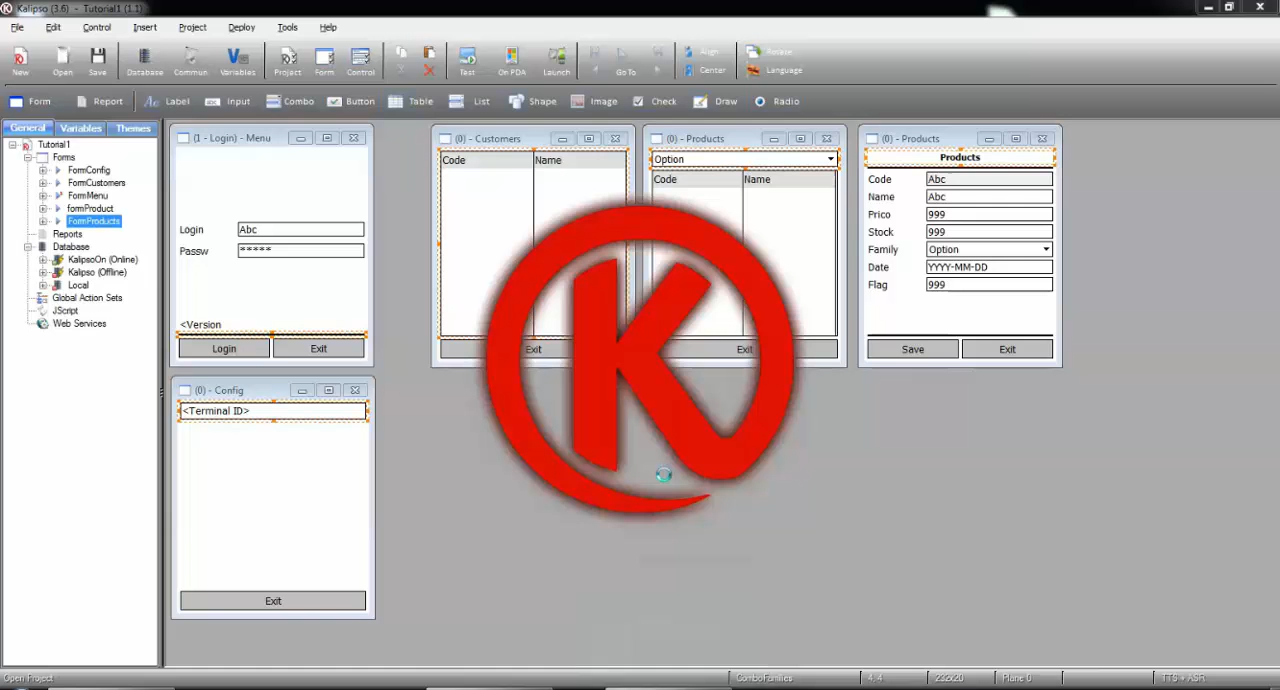 Kalipso (3.6) - Tutorial1 (1.1)
File Edit Control Insert Project Deploy Tools Help
New Open Save Database Commun. Variables Project Form Control Test On PDA Launch GoTo Align Center Language
Form Report Label Input Combo Button Table List Shape Image Check Draw Radio
General Variables Themes
Tutorial1
Forms
FormConfig
FormCustomers
FormMenu
formProduct
FormProducts
Reports
Database
KalipsoOn (Online)
Kalipso (Offline)
Local
Global Action Sets
JScript
Web Services
(1 - Login) - Menu
Login Abc
Passw *****
<Version
Login Exit
(0) - Customers
Code Name
Exit
(0) - Products
Option
Code Name
Exit
(0) - Products
Products
Code Abc
Name Abc
Price 999
Stock 999
Family Option
Date YYYY-MM-DD
Flag 999
Save Exit
(0) - Config
<Terminal ID>
Exit
K
Open Project ComboFamilies 4:4 232x20 Plane 0 TTS + ASR